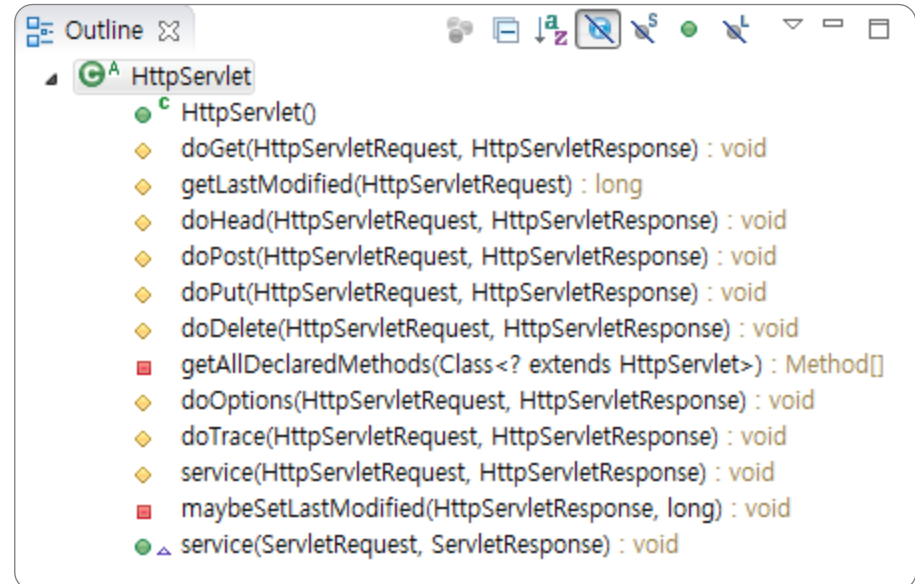 Outline
HttpServlet
HttpServlet()
doGet(HttpServletRequest, HttpServletResponse) : void
getLastModified(HttpServletRequest) : long
doHead(HttpServletRequest, HttpServletResponse) : void
doPost(HttpServletRequest, HttpServletResponse) : void
doPut(HttpServletRequest, HttpServletResponse) : void
doDelete(HttpServletRequest, HttpServletResponse) : void
getAllDeclaredMethods(Class<? extends HttpServlet>) : Method[]
doOptions(HttpServletRequest, HttpServletResponse) : void
doTrace(HttpServletRequest, HttpServletResponse) : void
service(HttpServletRequest, HttpServletResponse) : void
maybeSetLastModified(HttpServletResponse, long) : void
service(ServletRequest, ServletResponse) : void